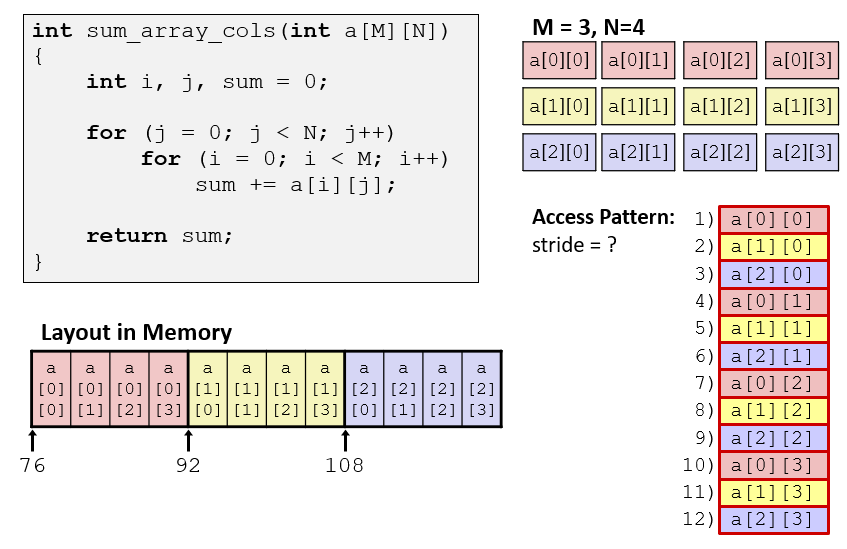 int sum_array_cols(int a[M][N])
{
    int i, j, sum = 0;

    for (j = 0; j < N; j++)
        for (i = 0; i < M; i++)
            sum += a[i][j];

    return sum;
}
M = 3, N=4
a[0][0] a[0][1] a[0][2] a[0][3]
a[1][0] a[1][1] a[1][2] a[1][3]
a[2][0] a[2][1] a[2][2] a[2][3]
Access Pattern:
stride = ?
1) a[0][0]
2) a[1][0]
3) a[2][0]
4) a[0][1]
5) a[1][1]
6) a[2][1]
7) a[0][2]
8) a[1][2]
9) a[2][2]
10) a[0][3]
11) a[1][3]
12) a[2][3]
Layout in Memory
a a a a a a a a a a a a
[0] [0] [0] [0] [1] [1] [1] [1] [2] [2] [2] [2]
[0] [1] [2] [3] [0] [1] [2] [3] [0] [1] [2] [3]
76 92 108